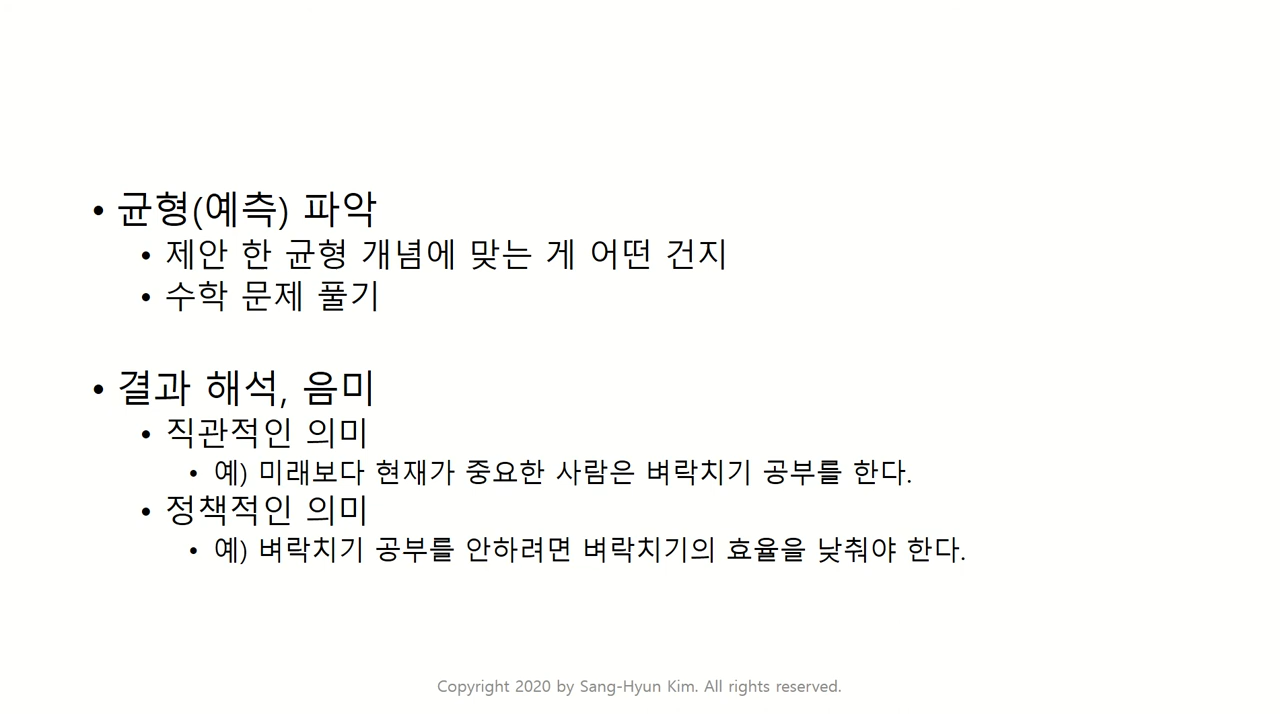 • 균형(예측) 파악
• 제안 한 균형 개념에 맞는 게 어떤 건지
• 수학 문제 풀기
• 결과 해석, 음미
• 직관적인 의미
• 예) 미래보다 현재가 중요한 사람은 벼락치기 공부를 한다.
• 정책적인 의미
• 예) 벼락치기 공부를 안하려면 벼락치기의 효율을 낮춰야 한다.
Copyright 2020 by Sang-Hyun Kim. All rights reserved.